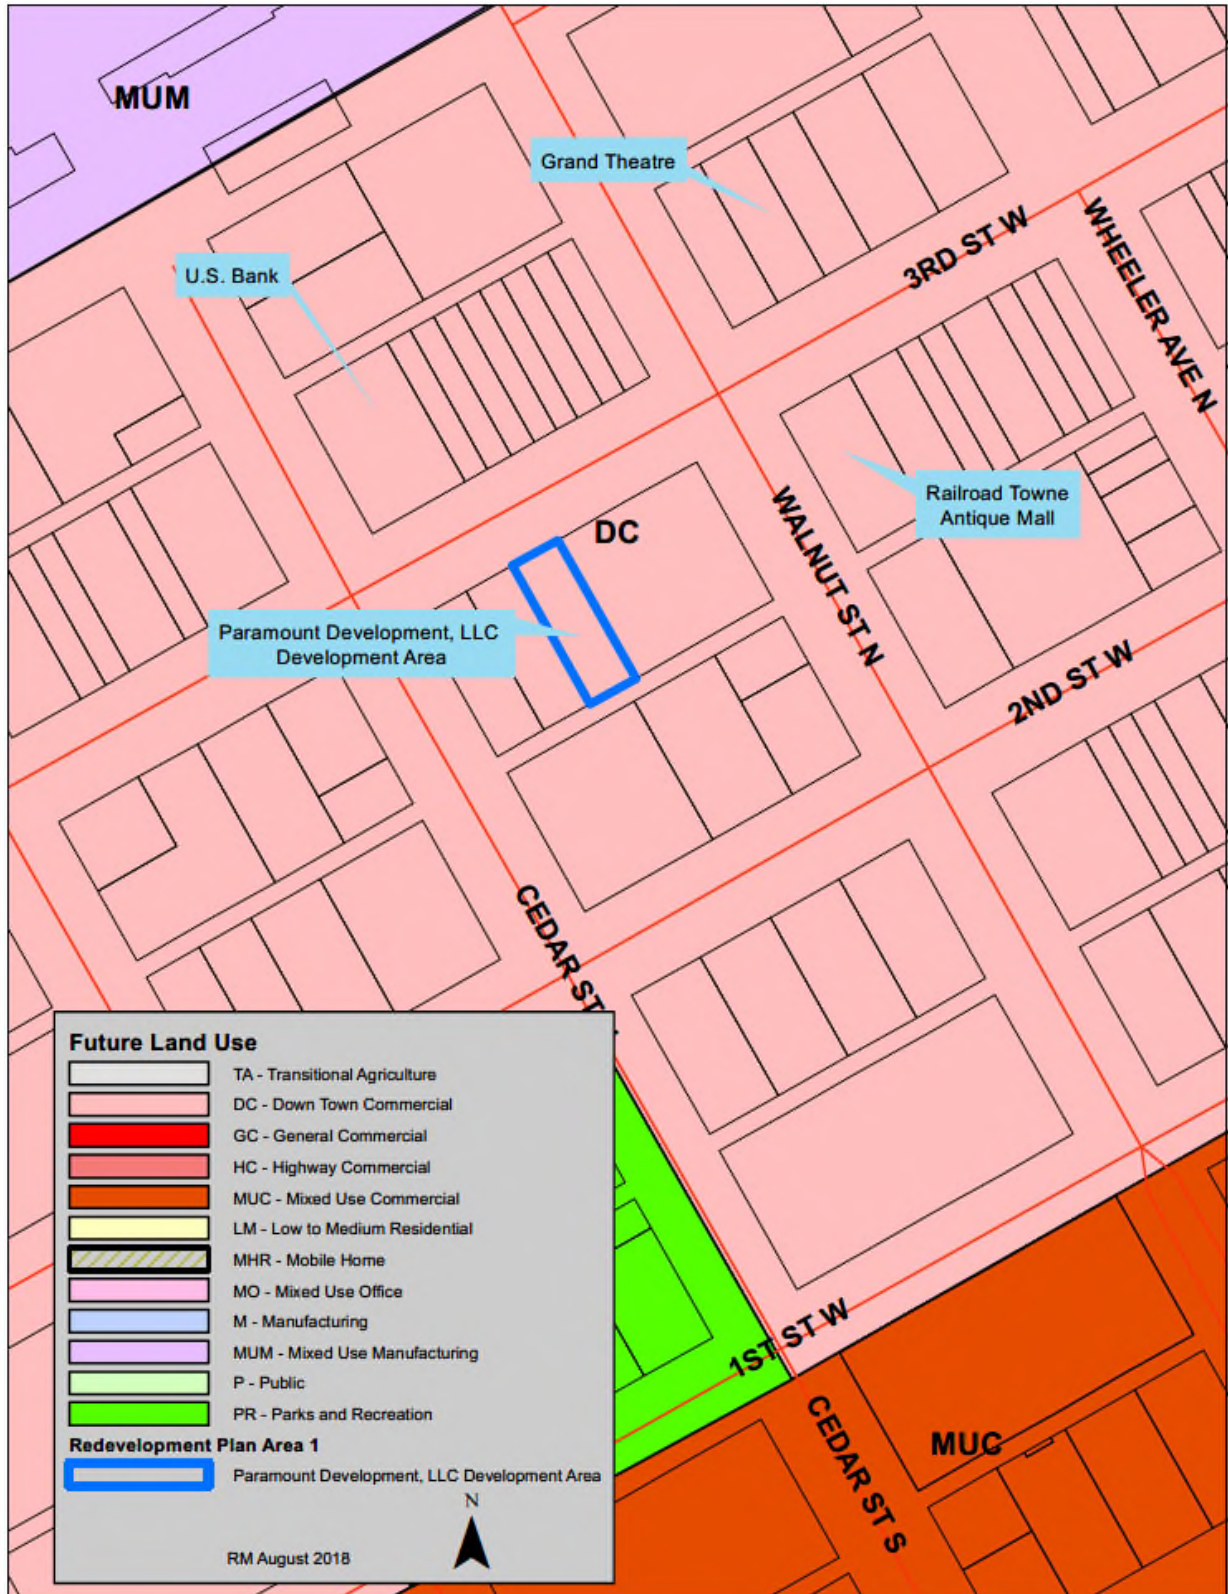 MUM
Grand Theatre
3RD ST W
WHEELER AVE N
U.S. Bank
Railroad Towne
Antique Mall
DC
WALNUT ST N
Paramount Development, LLC
Development Area
2ND ST W
CEDAR ST
Future Land Use
TA - Transitional Agriculture
DC - Down Town Commercial
GC - General Commercial
HC - Highway Commercial
MUC - Mixed Use Commercial
LM - Low to Medium Residential
MHR - Mobile Home
MO - Mixed Use Office
M - Manufacturing
MUM - Mixed Use Manufacturing
P - Public
PR - Parks and Recreation
Redevelopment Plan Area 1
Paramount Development, LLC Development Area
N
RM August 2018
1ST ST W
CEDAR ST S
MUC